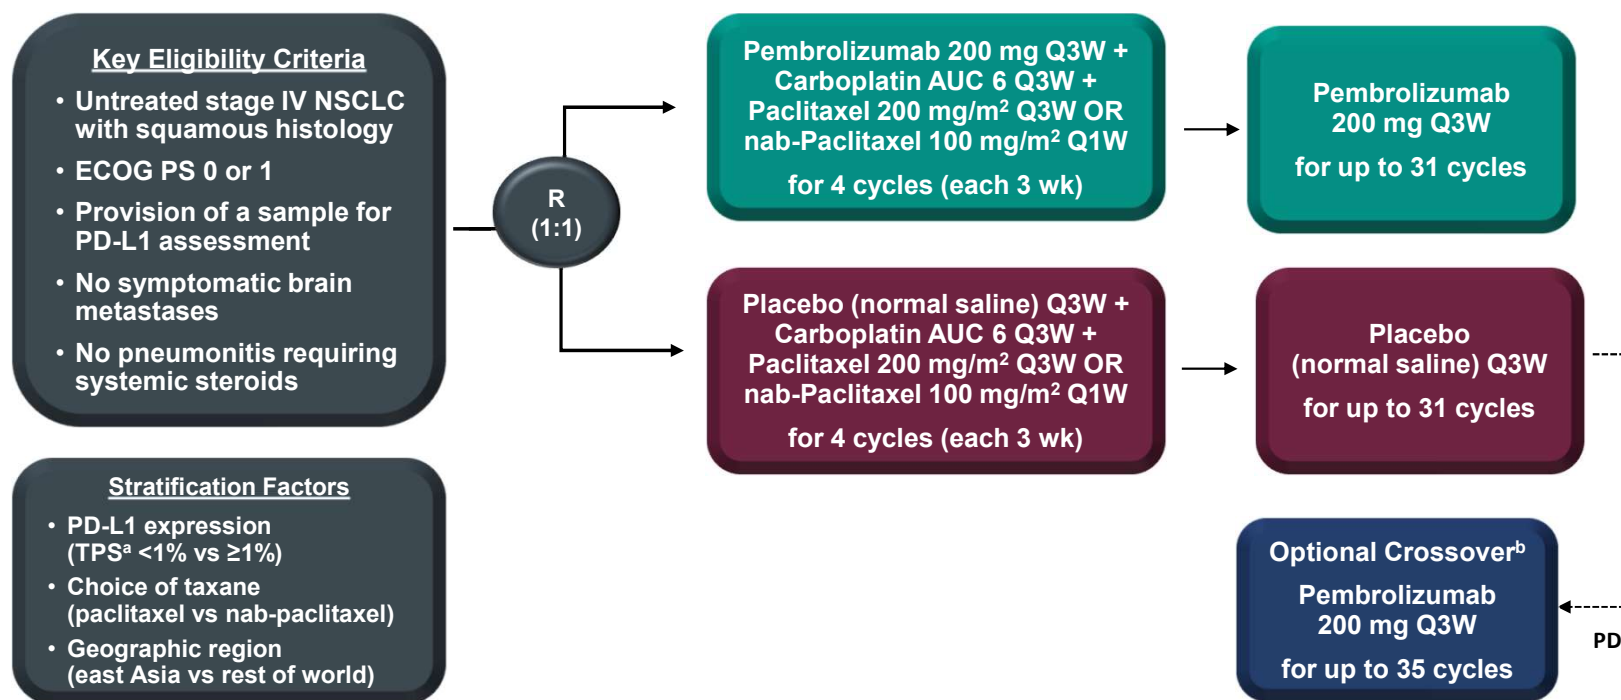 Key Eligibility Criteria
• Untreated stage IV NSCLC
with squamous histology
• ECOG PS 0 or 1
• Provision of a sample for
PD-L1 assessment
• No symptomatic brain
metastases
• No pneumonitis requiring
systemic steroids
Stratification Factors
• PD-L1 expression
(TPSᵃ <1% vs ≥1%)
• Choice of taxane
(paclitaxel vs nab-paclitaxel)
• Geographic region
(east Asia vs rest of world)
R
(1:1)
Pembrolizumab 200 mg Q3W +
Carboplatin AUC 6 Q3W +
Paclitaxel 200 mg/m² Q3W OR
nab-Paclitaxel 100 mg/m² Q1W
for 4 cycles (each 3 wk)
Pembrolizumab
200 mg Q3W
for up to 31 cycles
Placebo (normal saline) Q3W +
Carboplatin AUC 6 Q3W +
Paclitaxel 200 mg/m² Q3W OR
nab-Paclitaxel 100 mg/m² Q1W
for 4 cycles (each 3 wk)
Placebo
(normal saline) Q3W
for up to 31 cycles
Optional Crossoverᵇ
Pembrolizumab
200 mg Q3W
for up to 35 cycles
PD